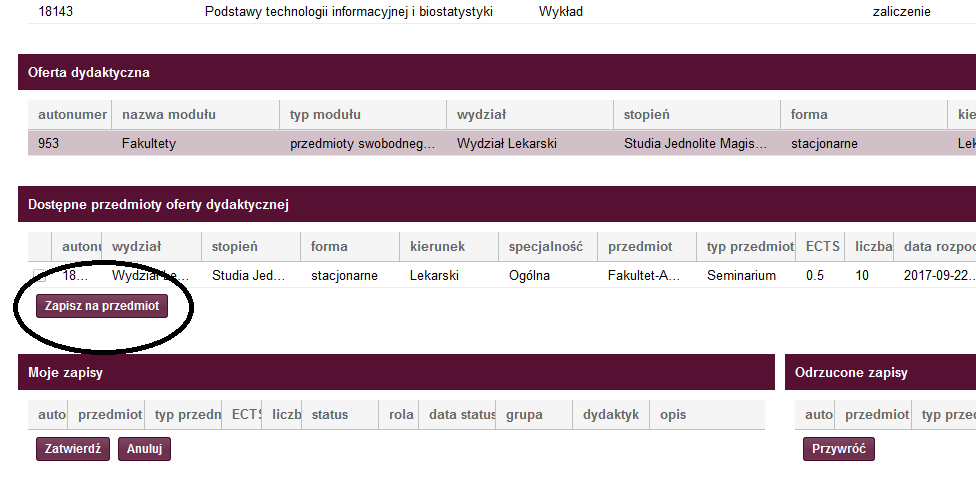 18143 Podstawy technologii informacyjnej i biostatystyki Wykład zaliczenie
Oferta dydaktyczna
autonumer nazwa modułu typ modułu wydział stopień forma kie
953 Fakultety przedmioty swobodneg... Wydział Lekarski Studia Jednolite Magis... stacjonarne Lek
Dostępne przedmioty oferty dydaktycznej
autonu wydział stopień forma kierunek specjalność przedmiot typ przedmiot ECTS liczba data rozpoc
18... Wydział Le... Studia Jed... stacjonarne Lekarski Ogólna Fakultet-A... Seminarium 0.5 10 2017-09-22...
Zapisz na przedmiot
Moje zapisy Odrzucone zapisy
auto przedmiot typ przedn ECTS liczb status rola data status grupa dydaktyk opis auto przedmiot typ prze
Zatwierdź Anuluj Przywróć